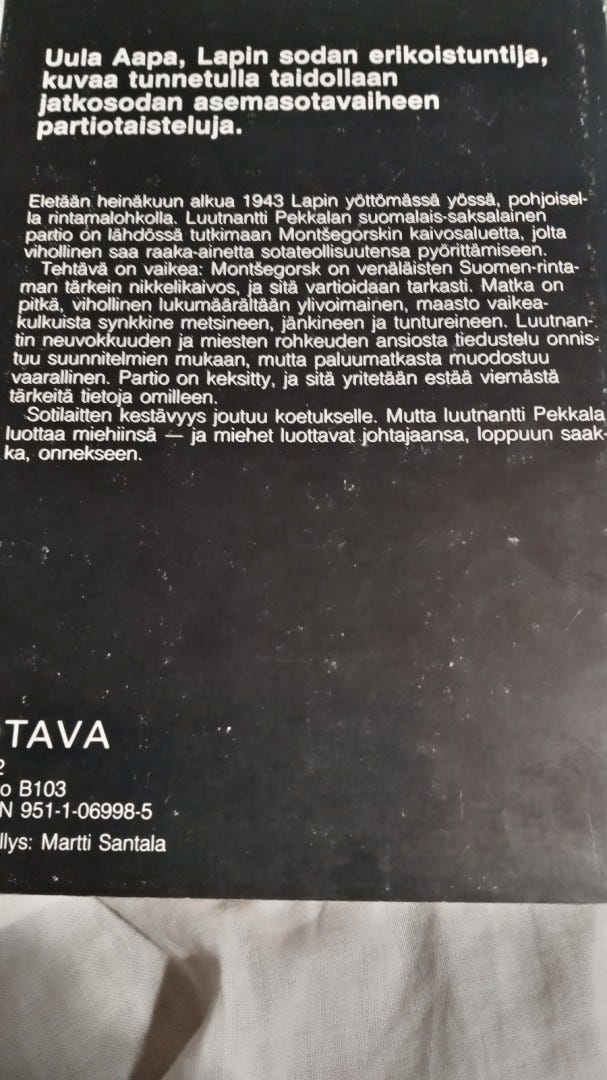 Uula Aapa, Lapin sodan erikoistuntija,
kuvaa tunnetulla taidollaan
jatkosodan asemasotavaiheen
partiotaisteluja.
Eletään heinäkuun alkua 1943 Lapin yöttömässä yössä, pohjoisel-
la rintamalohkolla. Luutnantti Pekkalan suomalais-saksalainen
partio on lähdössä tutkimaan Montšegorskin kaivosaluetta, jolta
vihollinen saa raaka-ainetta sotateollisuutensa pyörittämiseen.
Tehtävä on vaikea: Montšegorsk on venäläisten Suomen-rinta-
man tärkein nikkelikaivos, ja sitä vartioidaan tarkasti. Matka on
pitkä, vihollinen lukumäärältään ylivoimainen, maasto vaikea-
kulkuista synkkine metsineen, jänkineen ja tuntureineen. Luutnan-
tin neuvokkuuden ja miesten rohkeuden ansiosta tiedustelu onnis-
tuu suunnitelmien mukaan, mutta paluumatkasta muodostuu
vaarallinen. Partio on keksitty, ja sitä yritetään estää viemästä
tärkeitä tietoja omilleen.
Sotilaitten kestävyys joutuu koetukselle. Mutta luutnantti Pekkala
luottaa miehiinsä — ja miehet luottavat johtajaansa, loppuun saak-
ka, onnekseen.
TAVA
2
o B103
N 951-1-06998-5
llys: Martti Santala